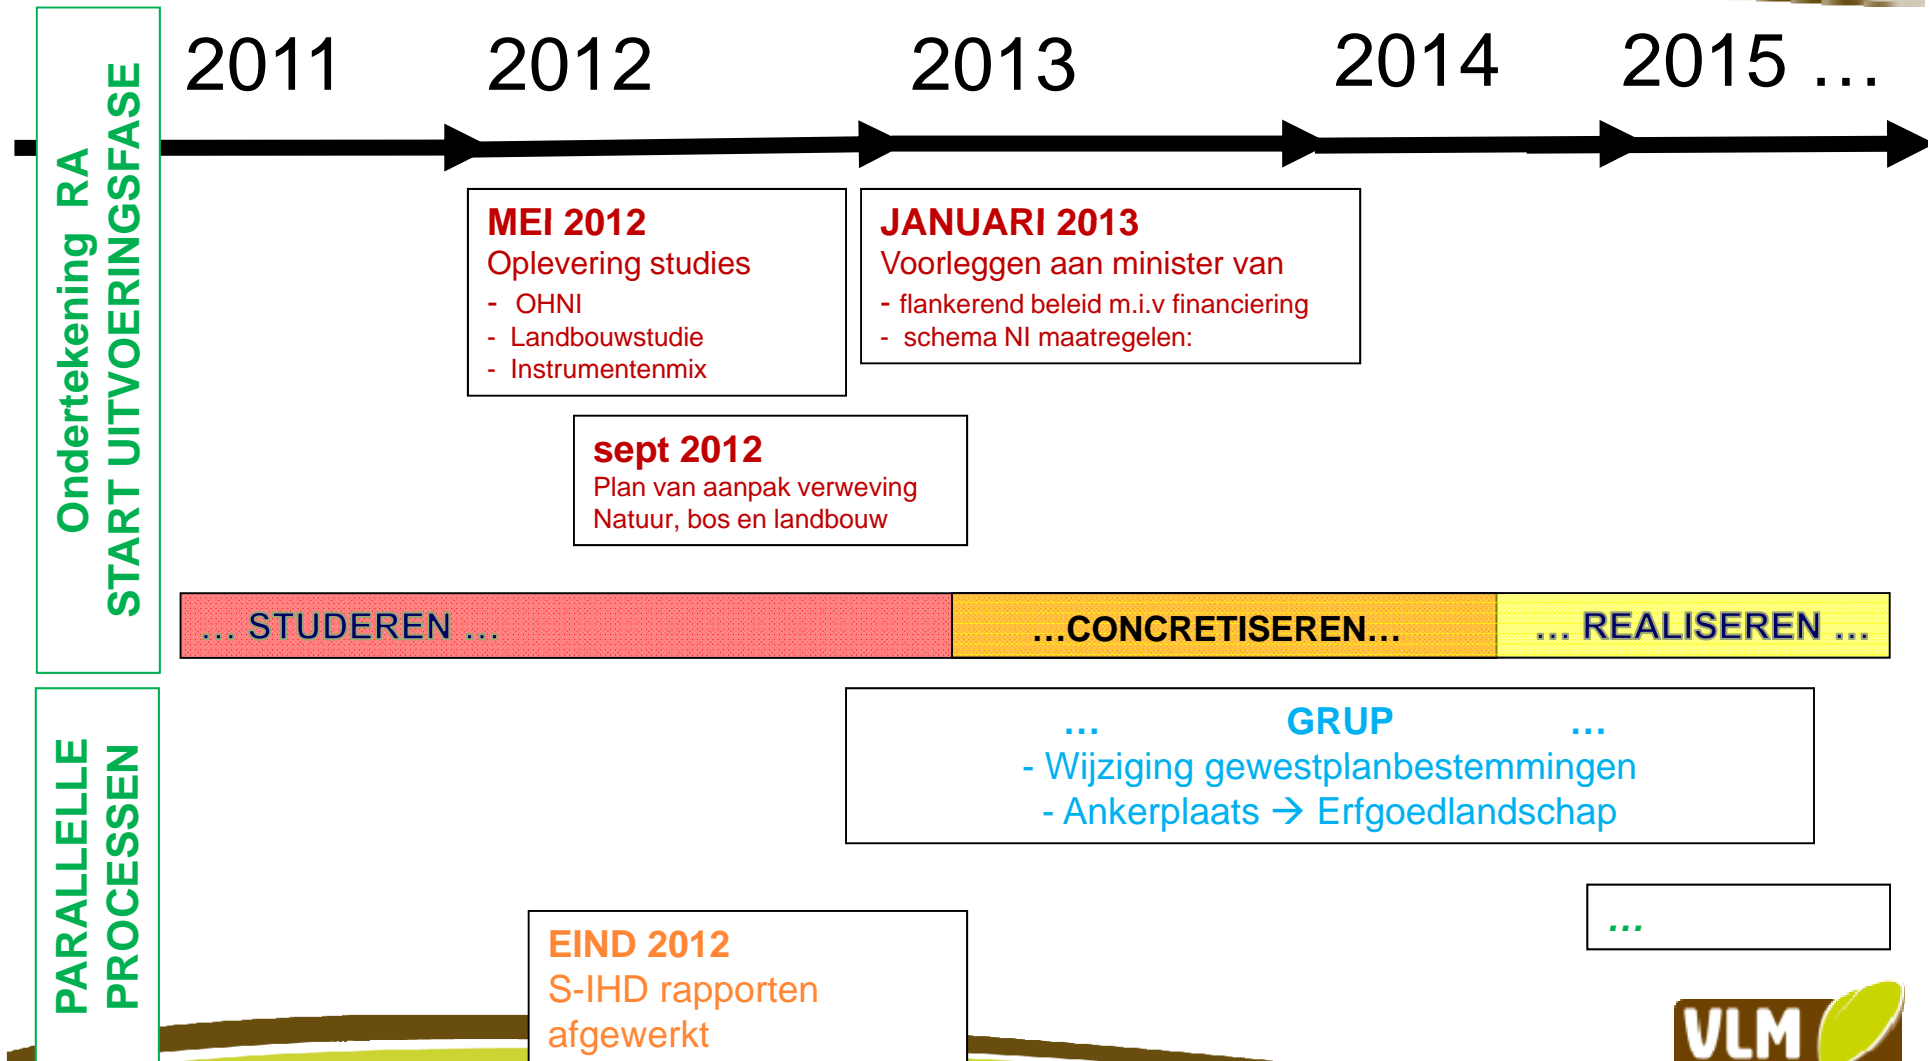 Ondertekening RA
START UITVOERINGSFASE
2011 2012 2013 2014 2015 …
MEI 2012
Oplevering studies
- OHNI
- Landbouwstudie
- Instrumentenmix
JANUARI 2013
Voorleggen aan minister van
- flankerend beleid m.i.v financiering
- schema NI maatregelen:
sept 2012
Plan van aanpak verweving
Natuur, bos en landbouw
… STUDEREN … …CONCRETISEREN… … REALISEREN …
PARALLELLE
PROCESSEN
… GRUP …
- Wijziging gewestplanbestemmingen
- Ankerplaats → Erfgoedlandschap
…
EIND 2012
S-IHD rapporten
afgewerkt
VLM